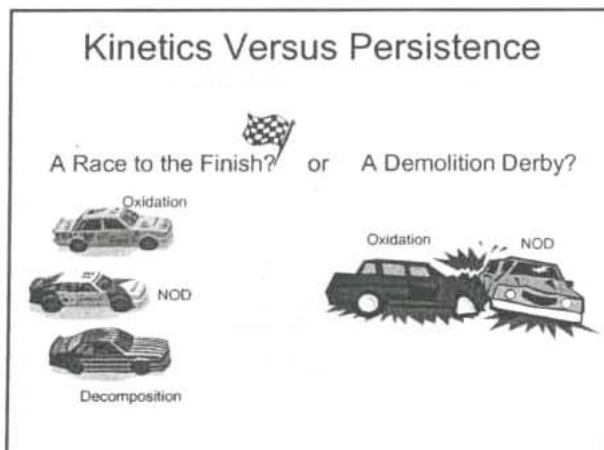 Kinetics Versus Persistence
A Race to the Finish? or A Demolition Derby?
Oxidation
NOD
Decomposition
Oxidation
NOD